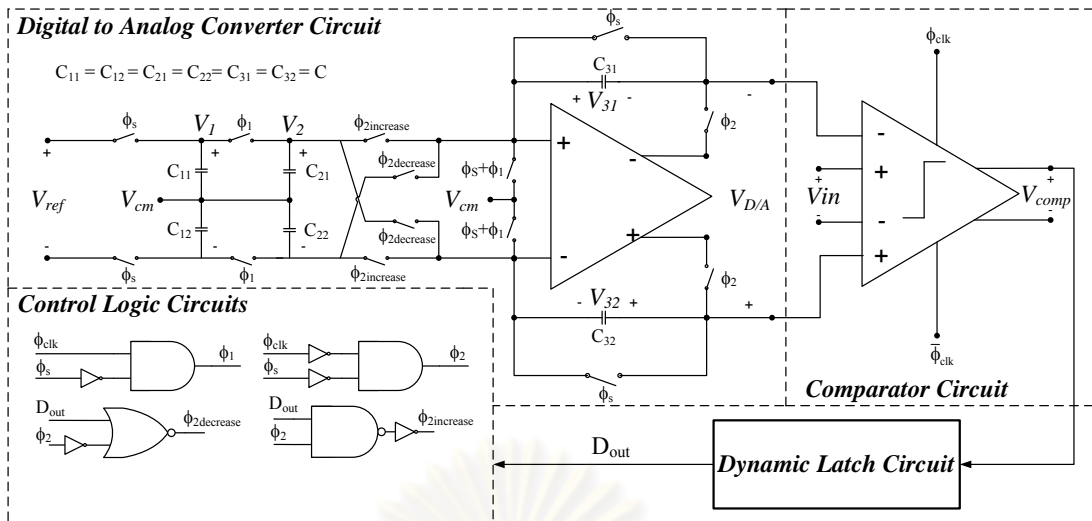 Digital to Analog Converter Circuit
C₁₁ = C₁₂ = C₂₁ = C₂₂= C₃₁ = C₃₂ = C
ϕs
C₃₁
+ V₃₁ -
-
ϕclk
ϕs
V₁
ϕ₁
V₂
ϕ2increase
ϕ₂
+
+
+
+
-
-
C₁₁
C₂₁
ϕ2decrease
ϕS+ϕ₁
+
+
+
Vref
Vcm
Vcm
VD/A
Vin
Vcomp
C₁₂
C₂₂
ϕ2decrease
ϕS+ϕ₁
-
-
-
+
-
-
-
-
+
ϕs
ϕ₁
ϕ2increase
ϕ₂
- V₃₂ +
+
C₃₂
ϕs
ϕ̅clk
Comparator Circuit
Control Logic Circuits
ϕclk
ϕs
ϕ₁
ϕclk
ϕs
ϕ₂
Dout
ϕ₂
ϕ2decrease
Dout
ϕ₂
ϕ2increase
Dout
Dynamic Latch Circuit